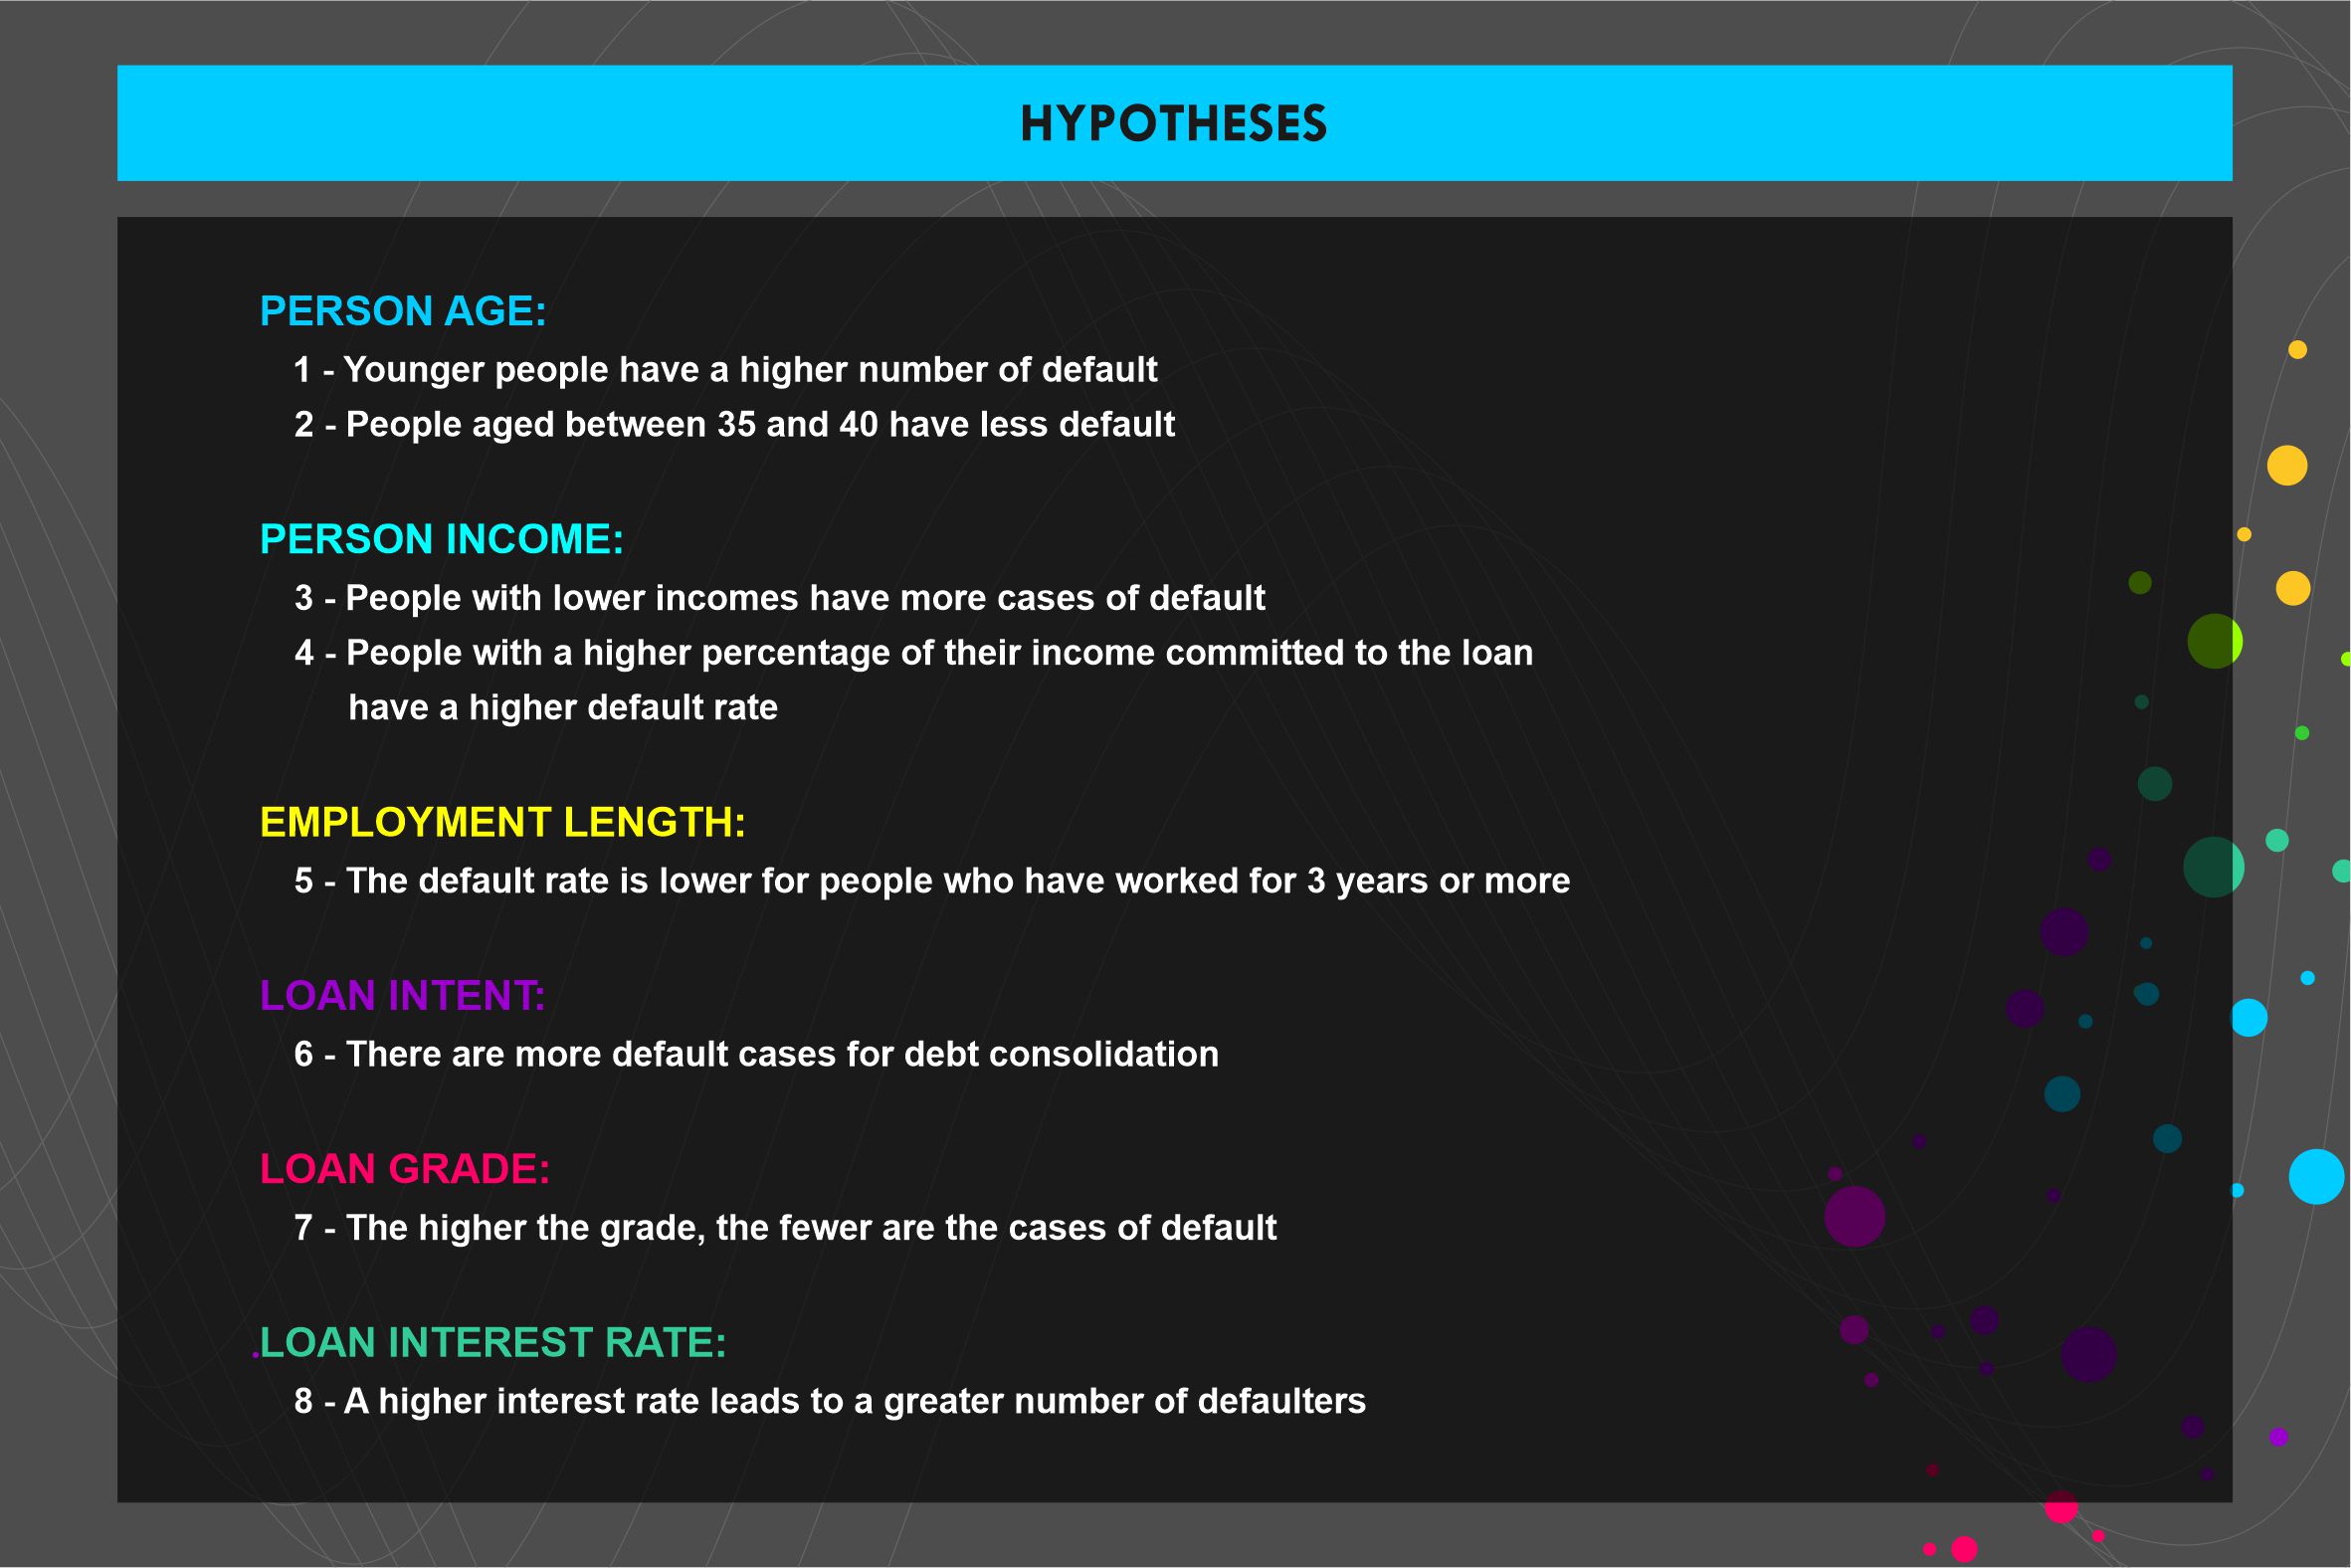 HYPOTHESES
PERSON AGE:
1 - Younger people have a higher number of default
2 - People aged between 35 and 40 have less default
PERSON INCOME:
3 - People with lower incomes have more cases of default
4 - People with a higher percentage of their income committed to the loan
have a higher default rate
EMPLOYMENT LENGTH:
5 - The default rate is lower for people who have worked for 3 years or more
LOAN INTENT:
6 - There are more default cases for debt consolidation
LOAN GRADE:
7 - The higher the grade, the fewer are the cases of default
LOAN INTEREST RATE:
8 - A higher interest rate leads to a greater number of defaulters